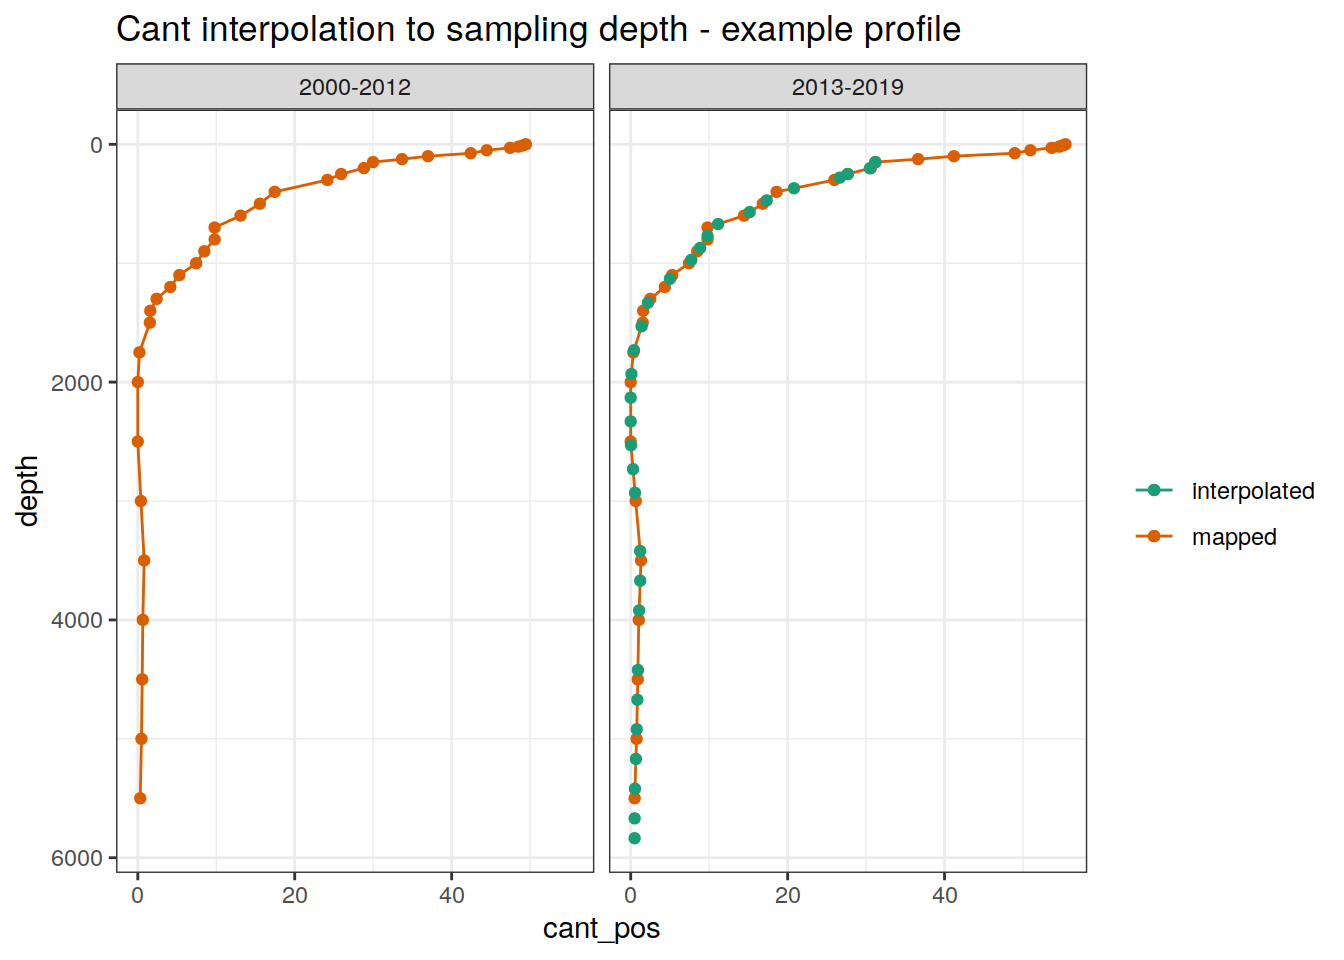 Cant interpolation to sampling depth - example profile
2000-2012
2013-2019
0
2000
4000
6000
depth
0
20
40
0
20
40
cant_pos
interpolated
mapped